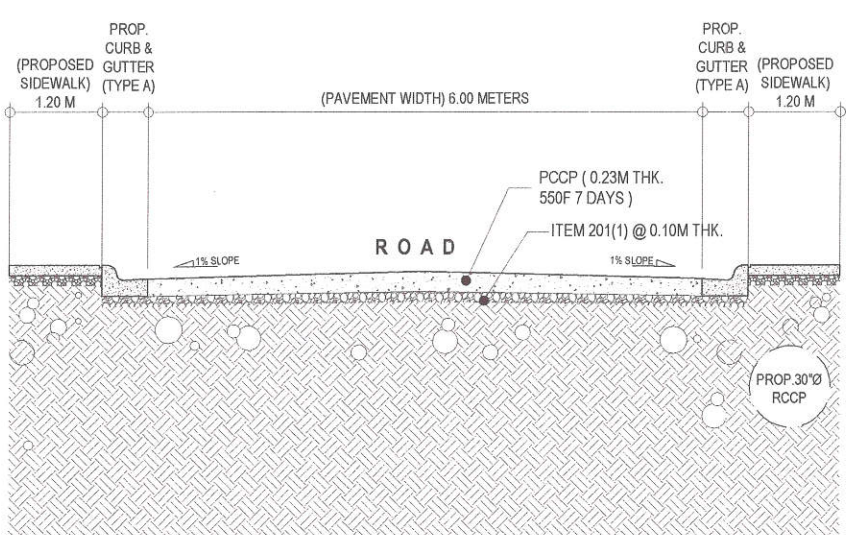 PROP.
CURB &
GUTTER
(TYPE A)
(PROPOSED
SIDEWALK)
1.20 M
(PAVEMENT WIDTH) 6.00 METERS
PROP.
CURB &
GUTTER
(TYPE A)
(PROPOSED
SIDEWALK)
1.20 M
PCCP ( 0.23M THK.
550F 7 DAYS )
ITEM 201(1) @ 0.10M THK.
ROAD
1% SLOPE
1% SLOPE
PROP.30"Ø
RCCP